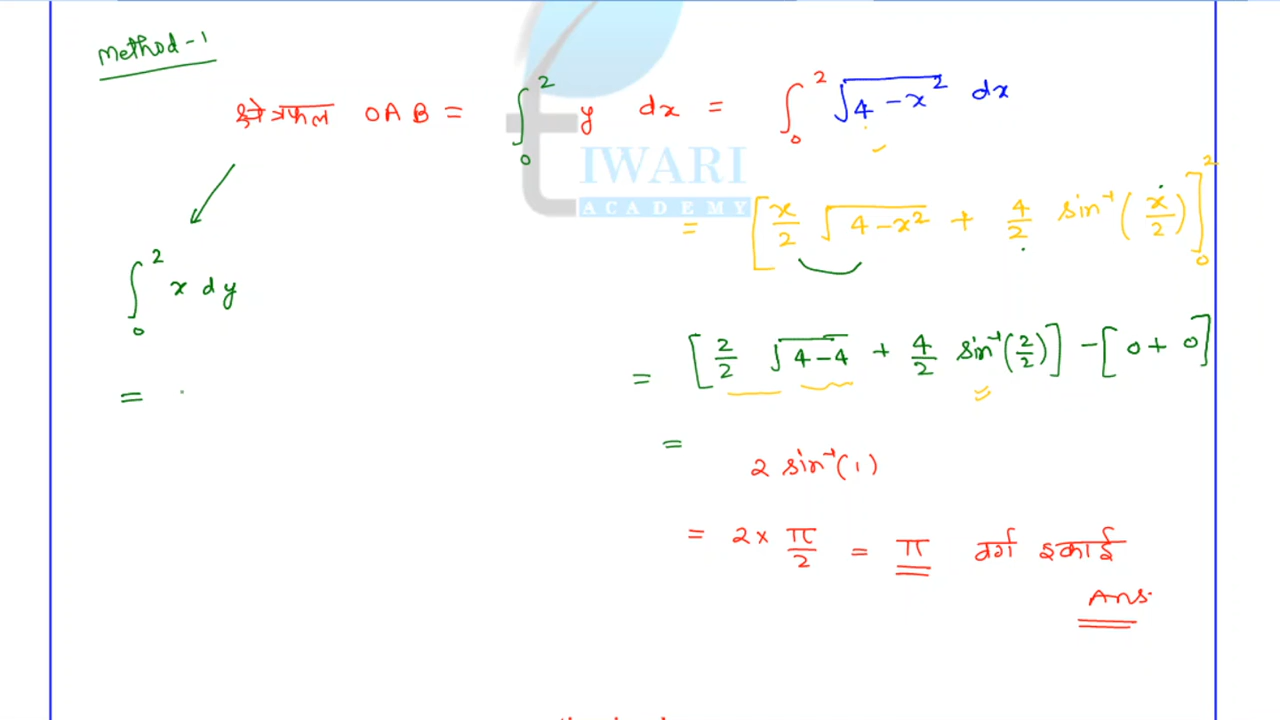 Method-1
क्षेत्रफल OAB = ∫₀² y dx = ∫₀² √(4-x²) dx
IWARI
ACADEMY
= [x/2 √(4-x²) + 4/2 sin⁻¹(x/2)]₀²
∫₀² x dy
= [2/2 √(4-4) + 4/2 sin⁻¹(2/2)] - [0+0]
=
= 2 sin⁻¹(1)
= 2 × π/2 = π वर्ग इकाई
Ans.